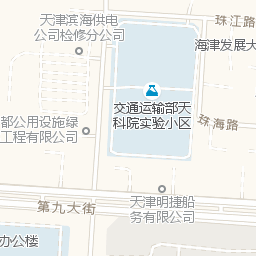 天津滨海供电
公司检修分公司
珠江路
海津发展大
交通运输部天
科院实验小区
珠海路
都公用设施绿
工程有限公司
天津明捷船
务有限公司
第九大街
办公楼